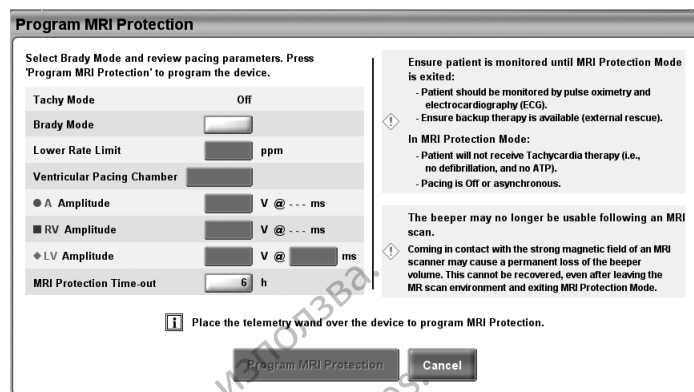 Program MRI Protection
Select Brady Mode and review pacing parameters. Press
'Program MRI Protection' to program the device.
Tachy Mode Off
Brady Mode
Lower Rate Limit ppm
Ventricular Pacing Chamber
A Amplitude V @ - - - ms
RV Amplitude V @ - - - ms
LV Amplitude V @ ms
MRI Protection Time-out 6 h
Ensure patient is monitored until MRI Protection Mode
is exited:
- Patient should be monitored by pulse oximetry and
electrocardiography (ECG).
- Ensure backup therapy is available (external rescue).
In MRI Protection Mode:
- Patient will not receive Tachycardia therapy (i.e.,
no defibrillation, and no ATP).
- Pacing is Off or asynchronous.
The beeper may no longer be usable following an MRI
scan.
Coming in contact with the strong magnetic field of an MRI
scanner may cause a permanent loss of the beeper
volume. This cannot be recovered, even after leaving the
MR scan environment and exiting MRI Protection Mode.
i Place the telemetry wand over the device to program MRI Protection.
Program MRI Protection Cancel